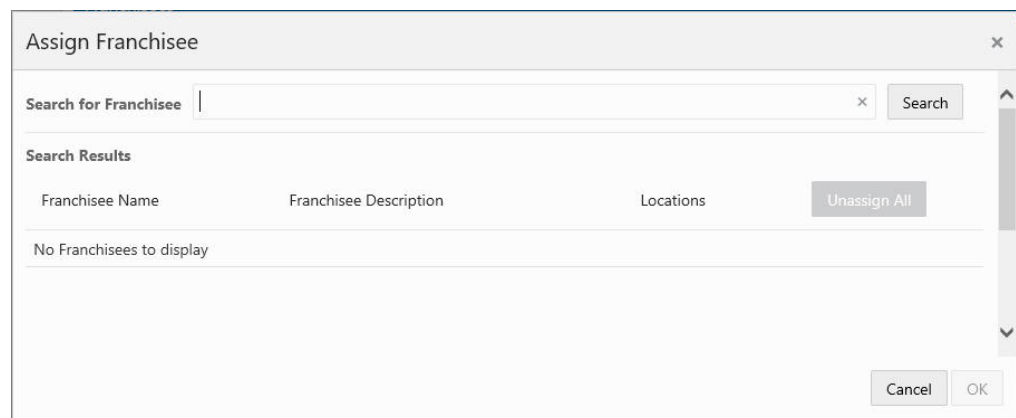 Assign Franchisee ×
Search for Franchisee × Search
Search Results
Franchisee Name Franchisee Description Locations Unassign All
No Franchisees to display
Cancel OK